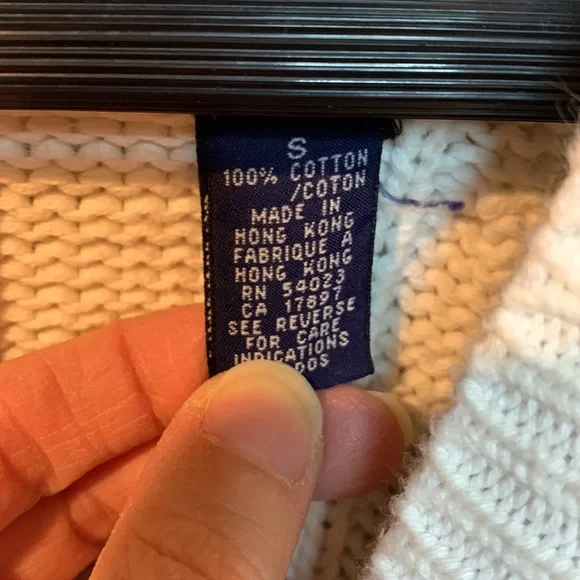 S
100% COTTON
/COTON
MADE IN
HONG KONG
FABRIQUE A
HONG KONG
RN 54023
CA 17897
SEE REVERSE
FOR CARE
INDICATIONS
DOS